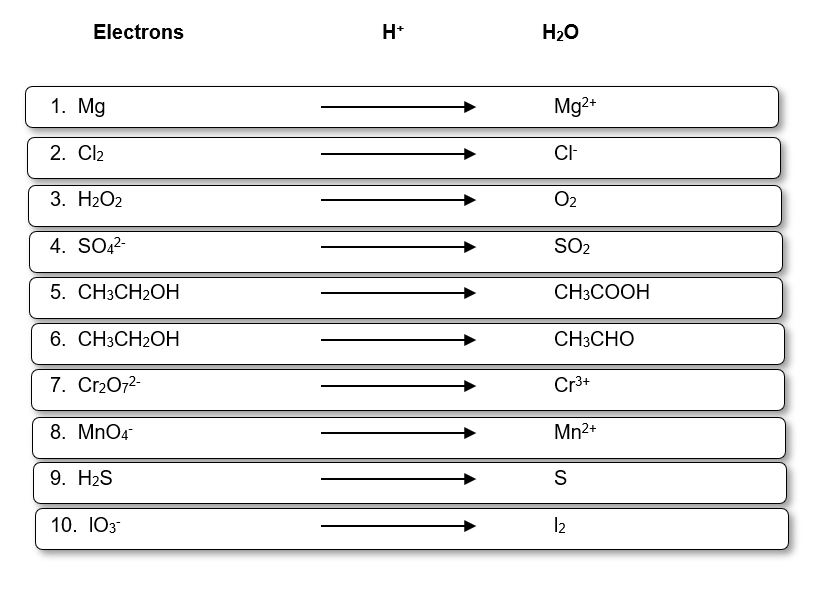 Electrons H⁺ H₂O
1. Mg Mg²⁺
2. Cl₂ Cl⁻
3. H₂O₂ O₂
4. SO₄²⁻ SO₂
5. CH₃CH₂OH CH₃COOH
6. CH₃CH₂OH CH₃CHO
7. Cr₂O₇²⁻ Cr³⁺
8. MnO₄⁻ Mn²⁺
9. H₂S S
10. IO₃⁻ I₂